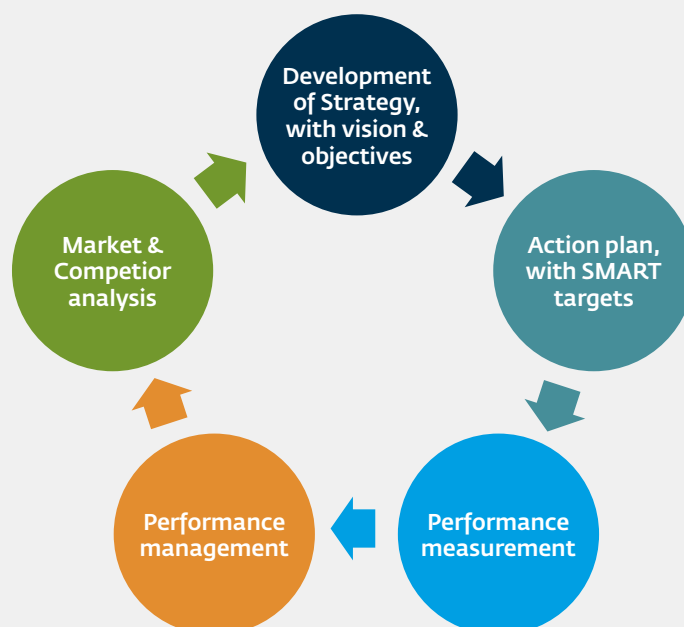 Development
of Strategy,
with vision &
objectives
Action plan,
with SMART
targets
Performance
measurement
Performance
management
Market &
Competior
analysis